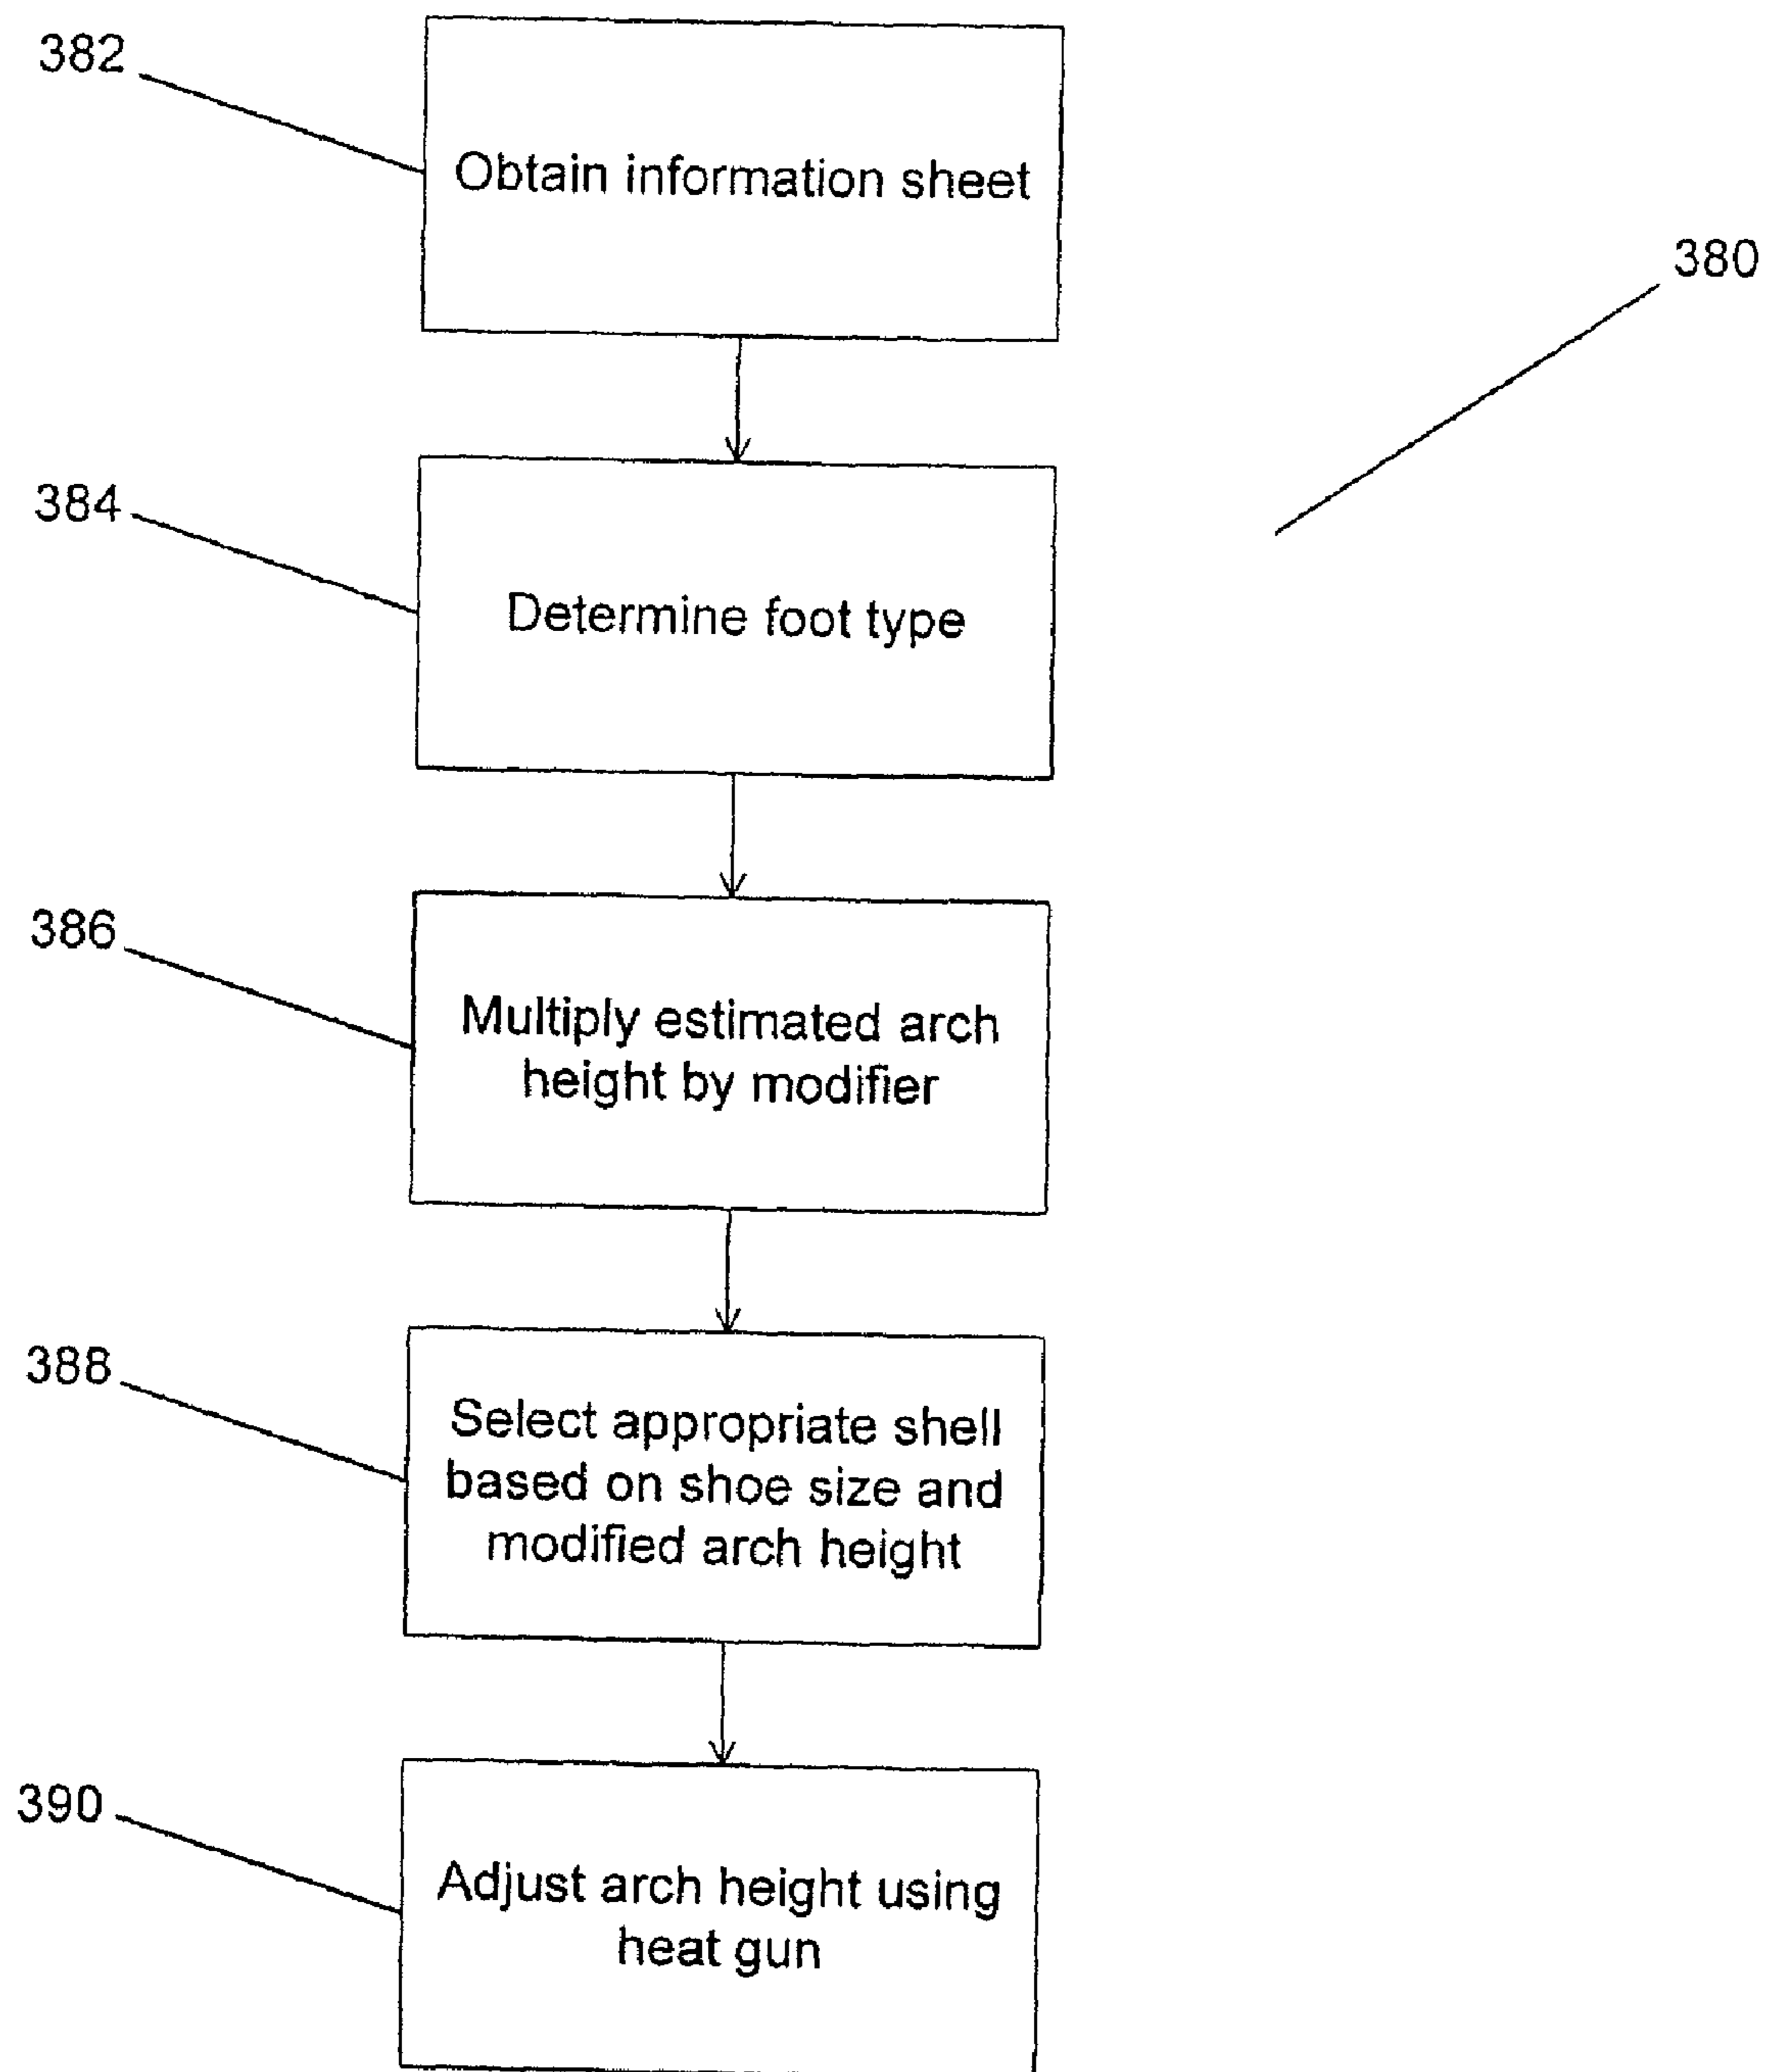 382
Obtain information sheet
380
384
Determine foot type
386
Multiply estimated arch
height by modifier
388
Select appropriate shell
based on shoe size and
modified arch height
390
Adjust arch height using
heat gun